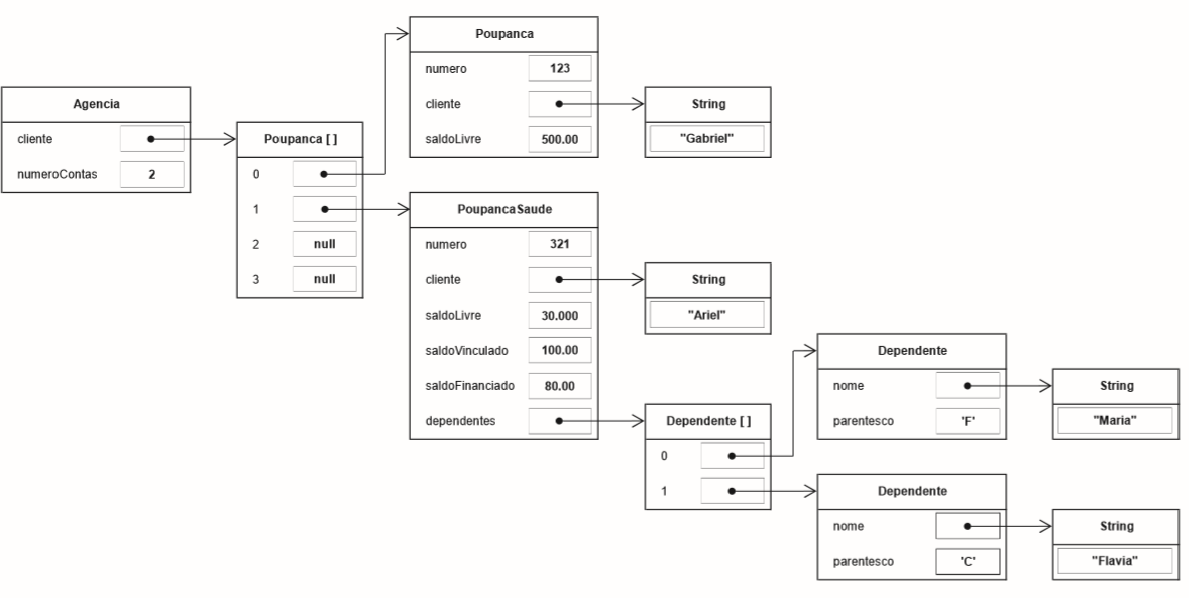 Agencia
cliente
numeroContas 2
Poupanca [ ]
0
1
2 null
3 null
Poupanca
numero 123
cliente
saldoLivre 500.00
String
"Gabriel"
PoupancaSaude
numero 321
cliente
saldoLivre 30.000
saldoVinculado 100.00
saldoFinanciado 80.00
dependentes
String
"Ariel"
Dependente [ ]
0
1
Dependente
nome
parentesco 'F'
String
"Maria"
Dependente
nome
parentesco 'C'
String
"Flavia"